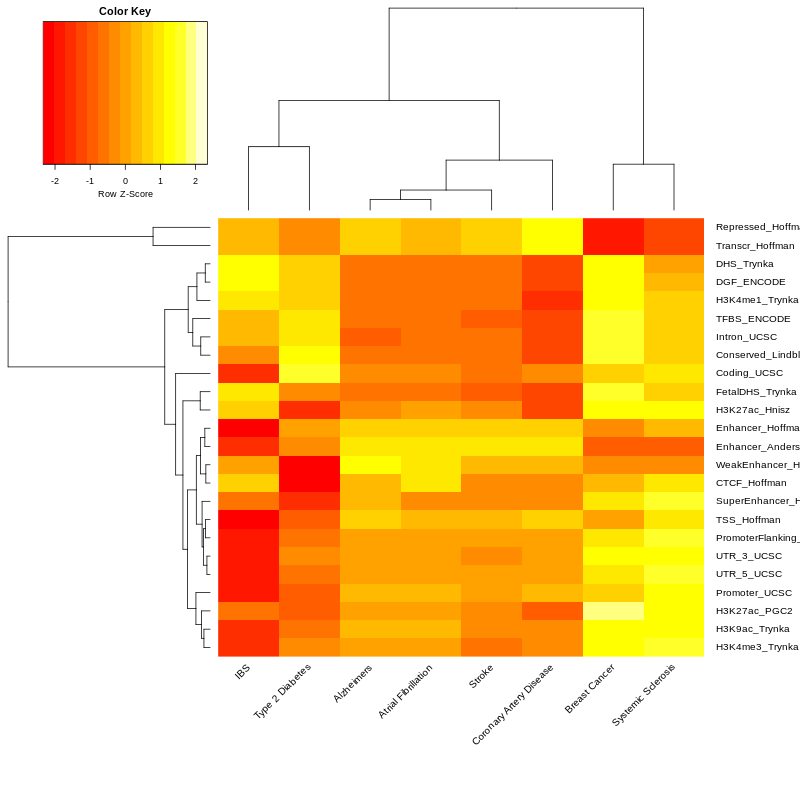 Color Key
-2 -1 0 1 2
Row Z-Score
Repressed_Hoffma
Transcr_Hoffman
DHS_Trynka
DGF_ENCODE
H3K4me1_Trynka
TFBS_ENCODE
Intron_UCSC
Conserved_Lindbl
Coding_UCSC
FetalDHS_Trynka
H3K27ac_Hnisz
Enhancer_Hoffma
Enhancer_Anders
WeakEnhancer_H
CTCF_Hoffman
SuperEnhancer_H
TSS_Hoffman
PromoterFlanking_
UTR_3_UCSC
UTR_5_UCSC
Promoter_UCSC
H3K27ac_PGC2
H3K9ac_Trynka
H3K4me3_Trynka
IBS
Type 2 Diabetes
Alzheimers
Atrial Fibrillation
Stroke
Coronary Artery Disease
Breast Cancer
Systemic Sclerosis